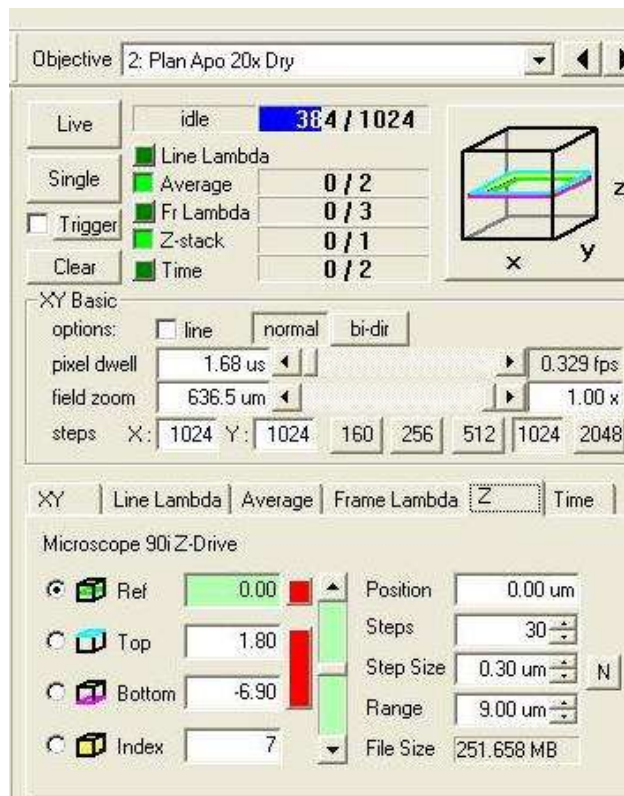 Objective 2: Plan Apo 20x Dry
Live idle 384 / 1024
Line Lambda
Single Average 0 / 2
Trigger Fr Lambda 0 / 3
Z-stack 0 / 1
Clear Time 0 / 2
x y z
XY Basic
options: line normal bi-dir
pixel dwell 1.68 us 0.329 fps
field zoom 636.5 um 1.00 x
steps X: 1024 Y: 1024 160 256 512 1024 2048
XY Line Lambda Average Frame Lambda Z Time
Microscope 90i Z-Drive
Ref 0.00 Position 0.00 um
Steps 30
Top 1.80
Step Size 0.30 um N
Bottom -6.90
Range 9.00 um
Index 7 File Size 251.658 MB